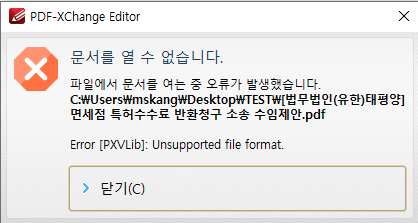 PDF-XChange Editor
문서를 열 수 없습니다.
파일에서 문서를 여는 중 오류가 발생했습니다.
C:₩Users₩mskang₩Desktop₩TEST₩[법무법인(유한)태평양]
면세점 특허수수료 반환청구 소송 수임제안.pdf
Error [PXVLib]: Unsupported file format.
닫기(C)